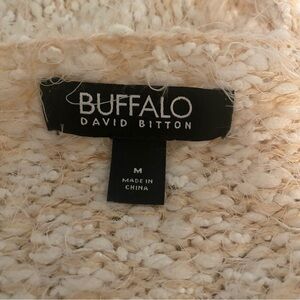 BUFFALO
DAVID BITTON
M
MADE IN
CHINA